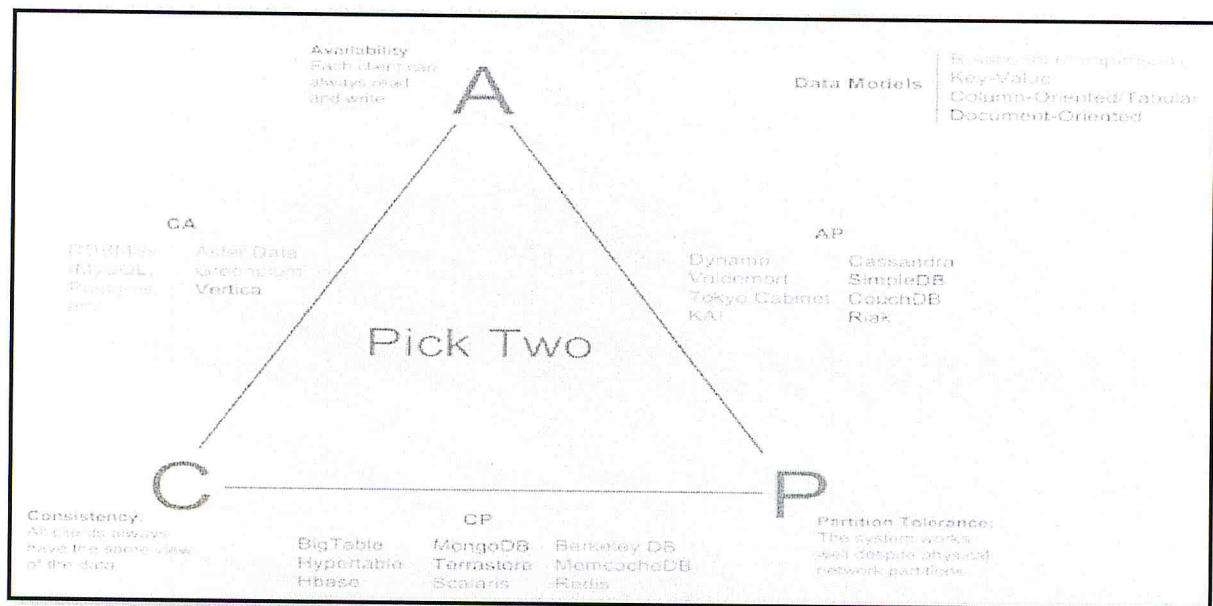 Availability
Each client can
always read
and write
A
Data Models
Relational (comparison)
Key-Value
Column-Oriented/Tabular
Document-Oriented
CA
RDBMSs
(MySQL,
Postgres,
etc)
Aster Data
Greenplum
Vertica
AP
Dynamo
Voldemort
Tokyo Cabinet
KAI
Cassandra
SimpleDB
CouchDB
Riak
Pick Two
C
P
Consistency:
All clients always
have the same view
of the data
CP
BigTable
Hypertable
Hbase
MongoDB
Terrastore
Scalaris
Berkeley DB
MemcacheDB
Redis
Partition Tolerance:
The system works
well despite physical
network partitions